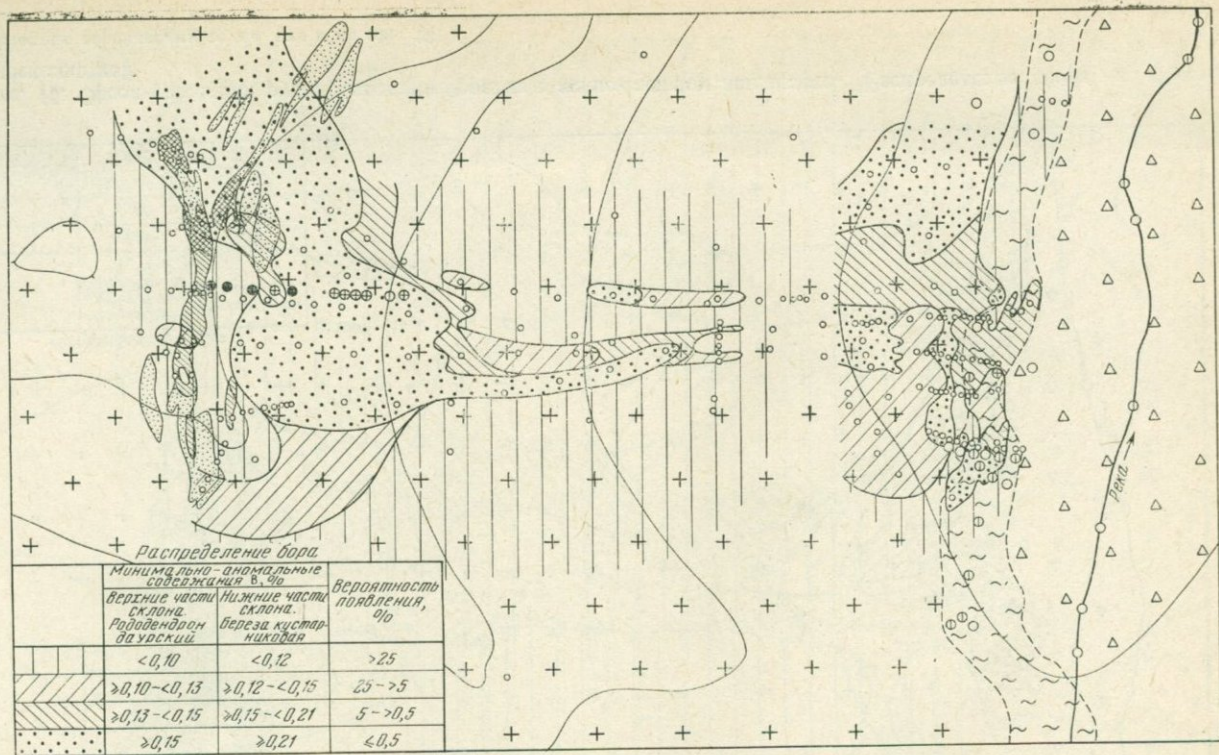 Река
Распределение бора
Минимально-аномальные
содержания В, %
Вероятность
появления,
%
Верхние части
склона.
Рододендрон
даурский
Нижние части
склона.
Береза кустар-
никовая
<0,10 <0,12 >25
≥0,10-<0,13 ≥0,12-<0,15 25->5
≥0,13-<0,15 ≥0,15-<0,21 5->0,5
≥0,15 ≥0,21 ≤0,5